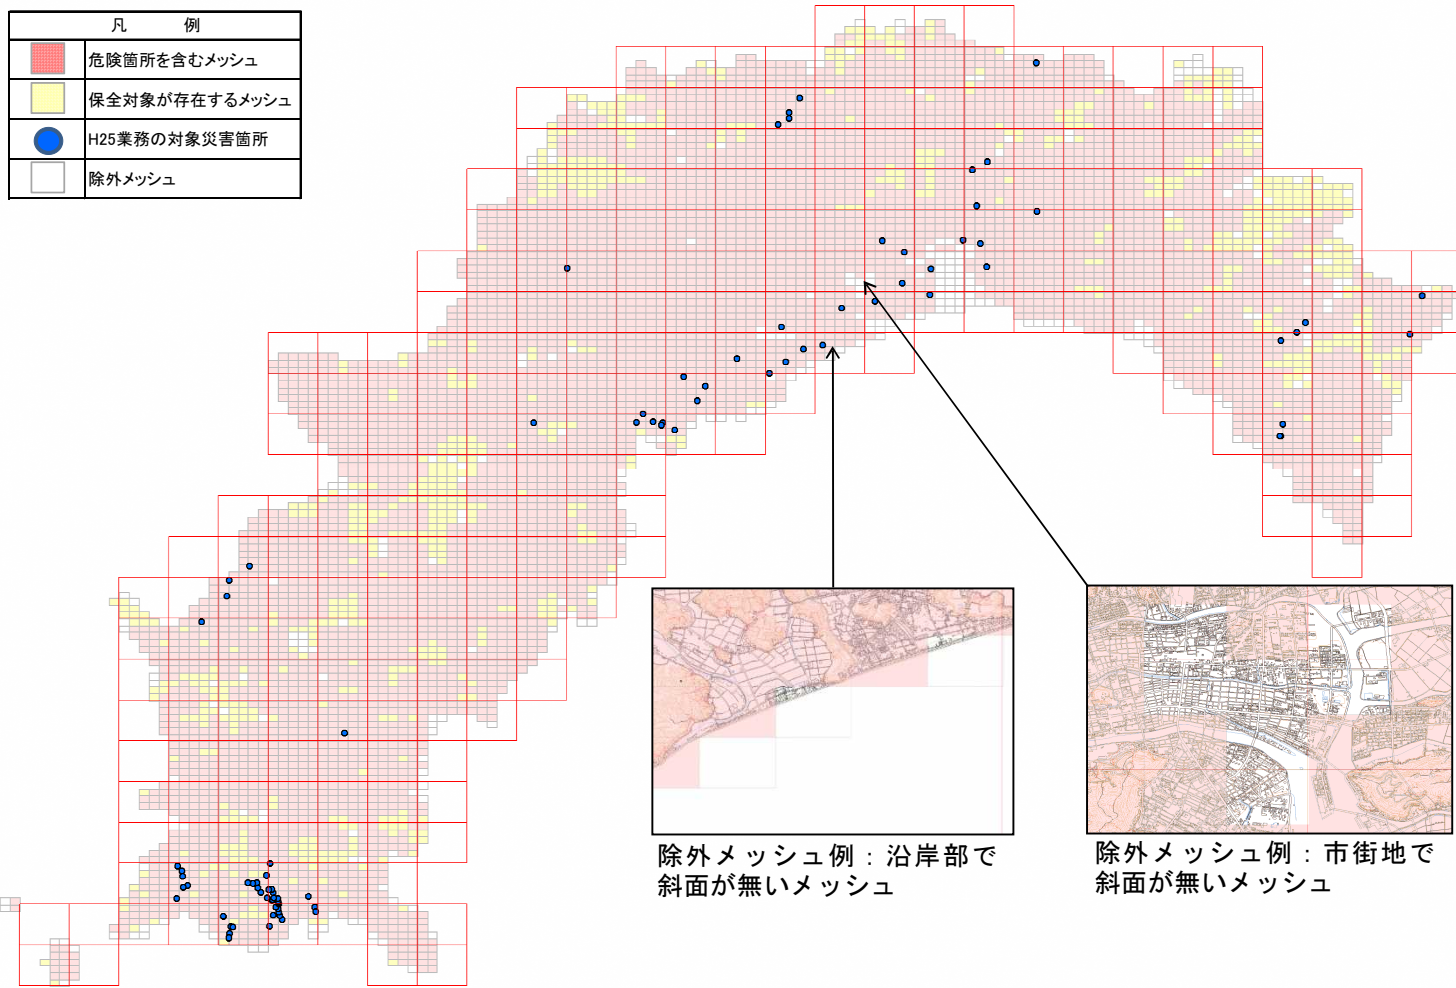 凡　例
危険箇所を含むメッシュ
保全対象が存在するメッシュ
H25業務の対象災害箇所
除外メッシュ
除外メッシュ例：沿岸部で
斜面が無いメッシュ
除外メッシュ例：市街地で
斜面が無いメッシュ